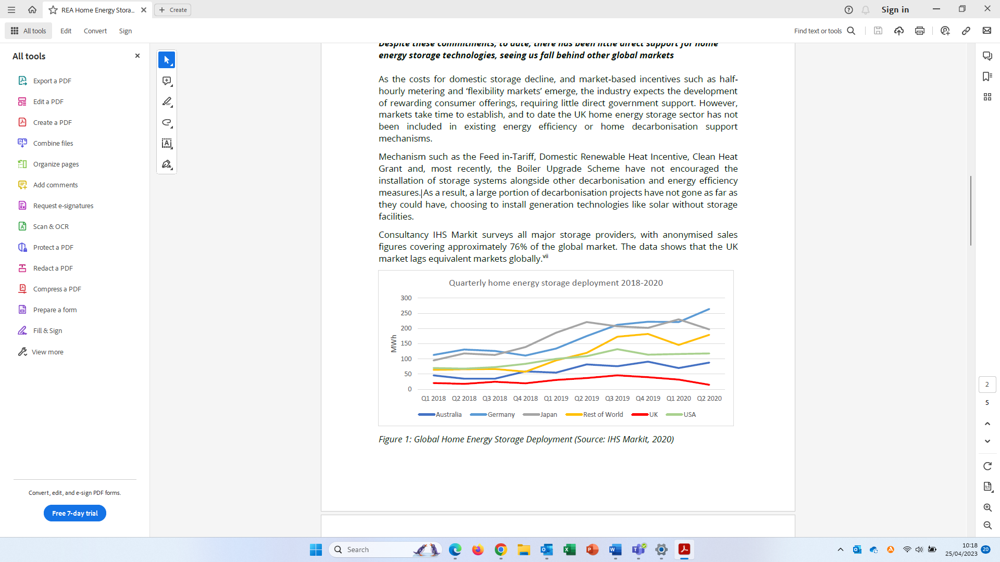 REA Home Energy Stora...
Create
Sign in
All tools
Edit
Convert
Sign
Find text or tools
All tools
Export a PDF
Edit a PDF
Create a PDF
Combine files
Organize pages
Add comments
Request e-signatures
Scan & OCR
Protect a PDF
Redact a PDF
Compress a PDF
Prepare a form
Fill & Sign
View more
Convert, edit, and e-sign PDF forms.
Free 7-day trial
Despite these commitments, to date, there has been little direct support for home
energy storage technologies, seeing us fall behind other global markets
As the costs for domestic storage decline, and market-based incentives such as half-
hourly metering and ‘flexibility markets’ emerge, the industry expects the development
of rewarding consumer offerings, requiring little direct government support. However,
markets take time to establish, and to date the UK home energy storage sector has not
been included in existing energy efficiency or home decarbonisation support
mechanisms.
Mechanism such as the Feed in-Tariff, Domestic Renewable Heat Incentive, Clean Heat
Grant and, most recently, the Boiler Upgrade Scheme have not encouraged the
installation of storage systems alongside other decarbonisation and energy efficiency
measures. As a result, a large portion of decarbonisation projects have not gone as far as
they could have, choosing to install generation technologies like solar without storage
facilities.
Consultancy IHS Markit surveys all major storage providers, with anonymised sales
figures covering approximately 76% of the global market. The data shows that the UK
market lags equivalent markets globally.vii
Quarterly home energy storage deployment 2018-2020
300
250
200
150
100
50
0
MWh
Q1 2018 Q2 2018 Q3 2018 Q4 2018 Q1 2019 Q2 2019 Q3 2019 Q4 2019 Q1 2020 Q2 2020
Australia Germany Japan Rest of World UK USA
Figure 1: Global Home Energy Storage Deployment (Source: IHS Markit, 2020)
2
5
Search
10:18
25/04/2023
20